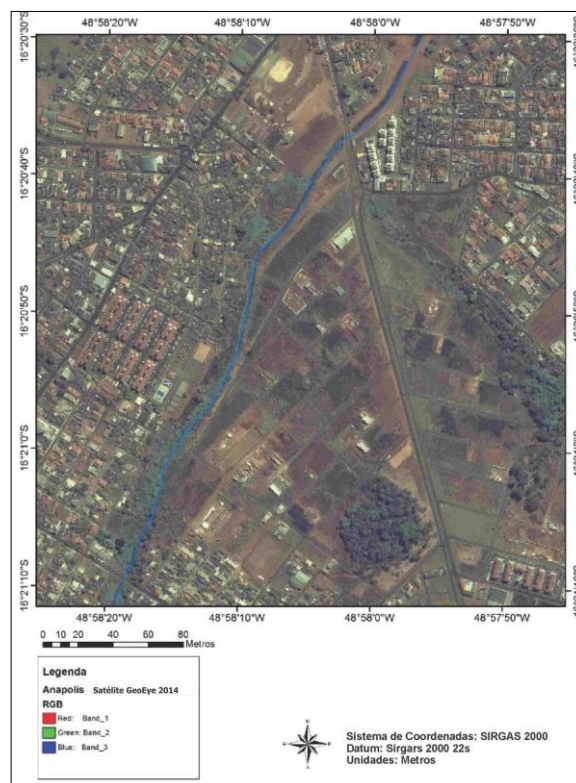 48°58'20"W 48°58'10"W 48°58'0"W 48°57'50"W
16°20'30"S
16°20'40"S
16°20'50"S
16°21'0"S
16°21'10"S
48°58'20"W 48°58'10"W 48°58'0"W 48°57'50"W
0 10 20 40 60 80
Metros
Legenda
Anapolis Satélite GeoEye 2014
RGB
Red: Band_1
Green: Band_2
Blue: Band_3
N
Sistema de Coordenadas: SIRGAS 2000
Datum: Sirgars 2000 22s
Unidades: Metros